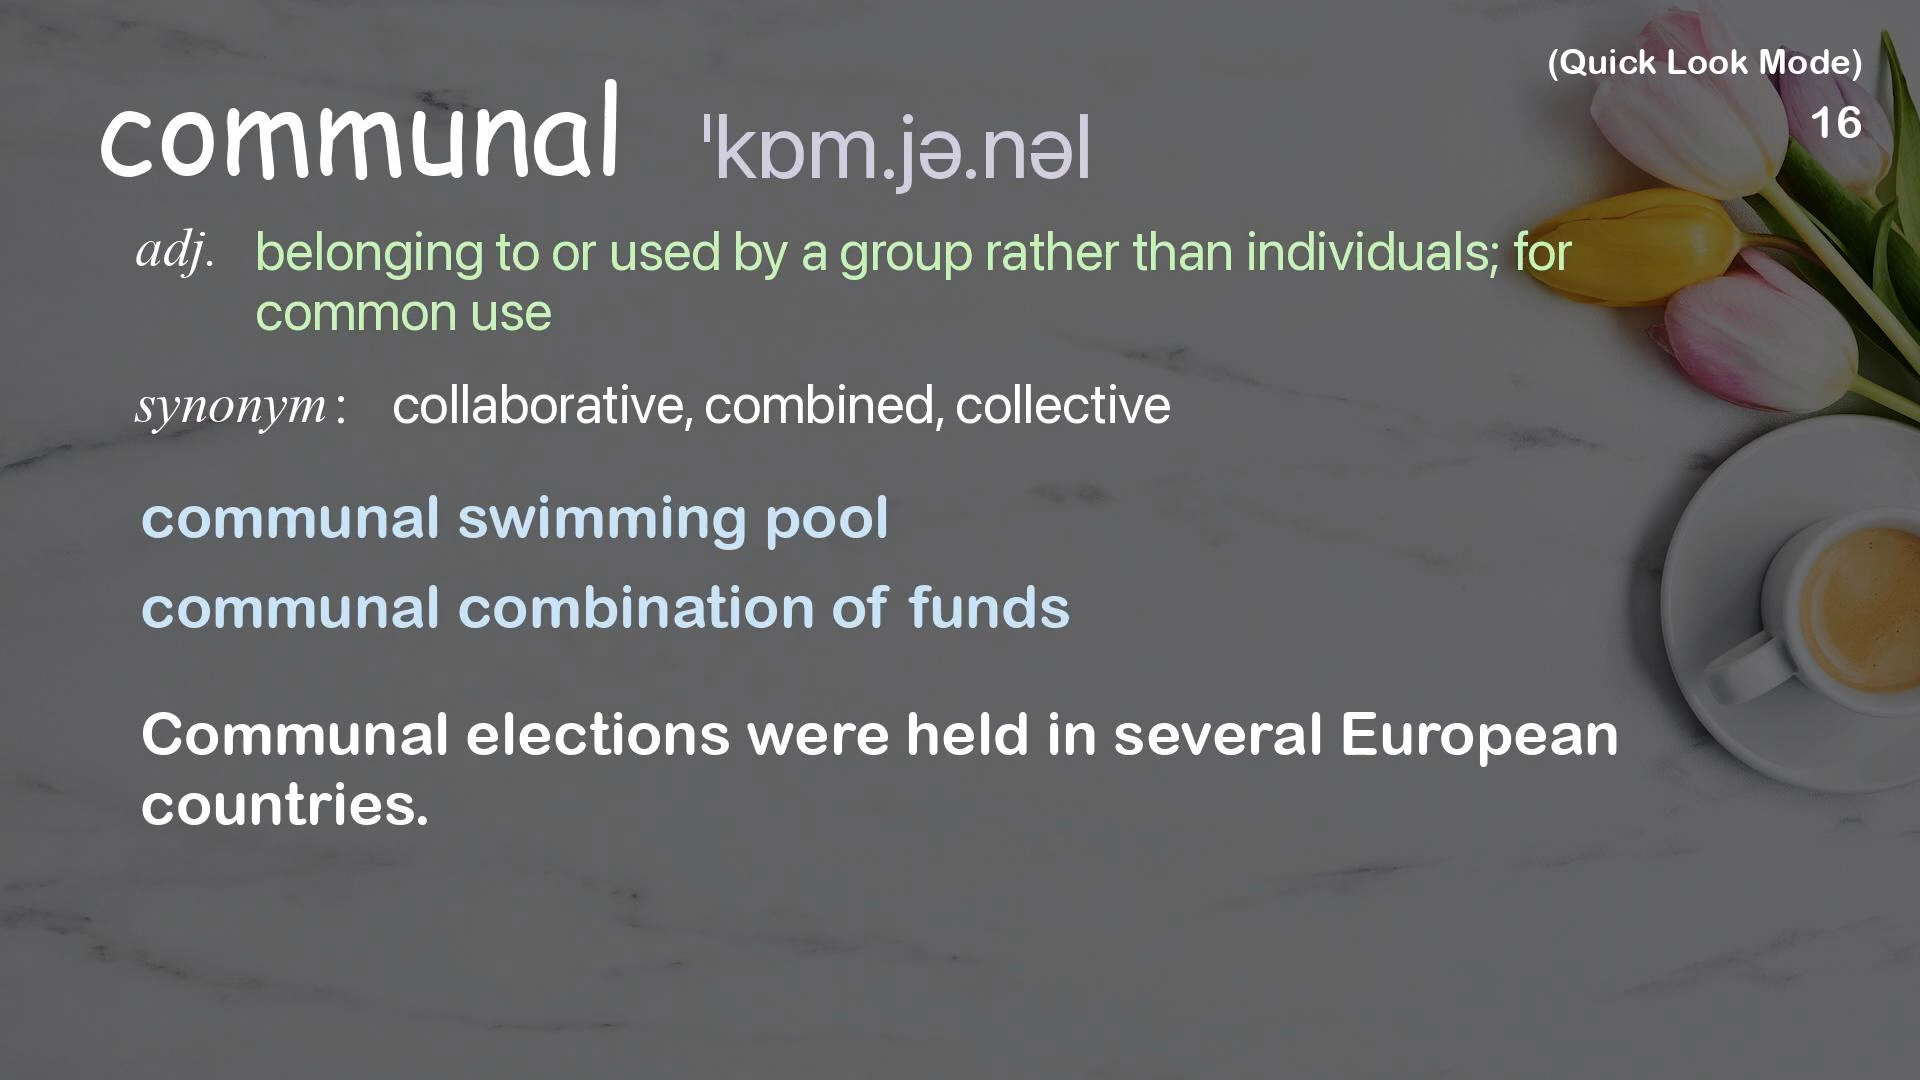 (Quick Look Mode)
communal ˈkɒm.jə.nəl
16
adj. belonging to or used by a group rather than individuals; for
common use
synonym : collaborative, combined, collective
communal swimming pool
communal combination of funds
Communal elections were held in several European
countries.